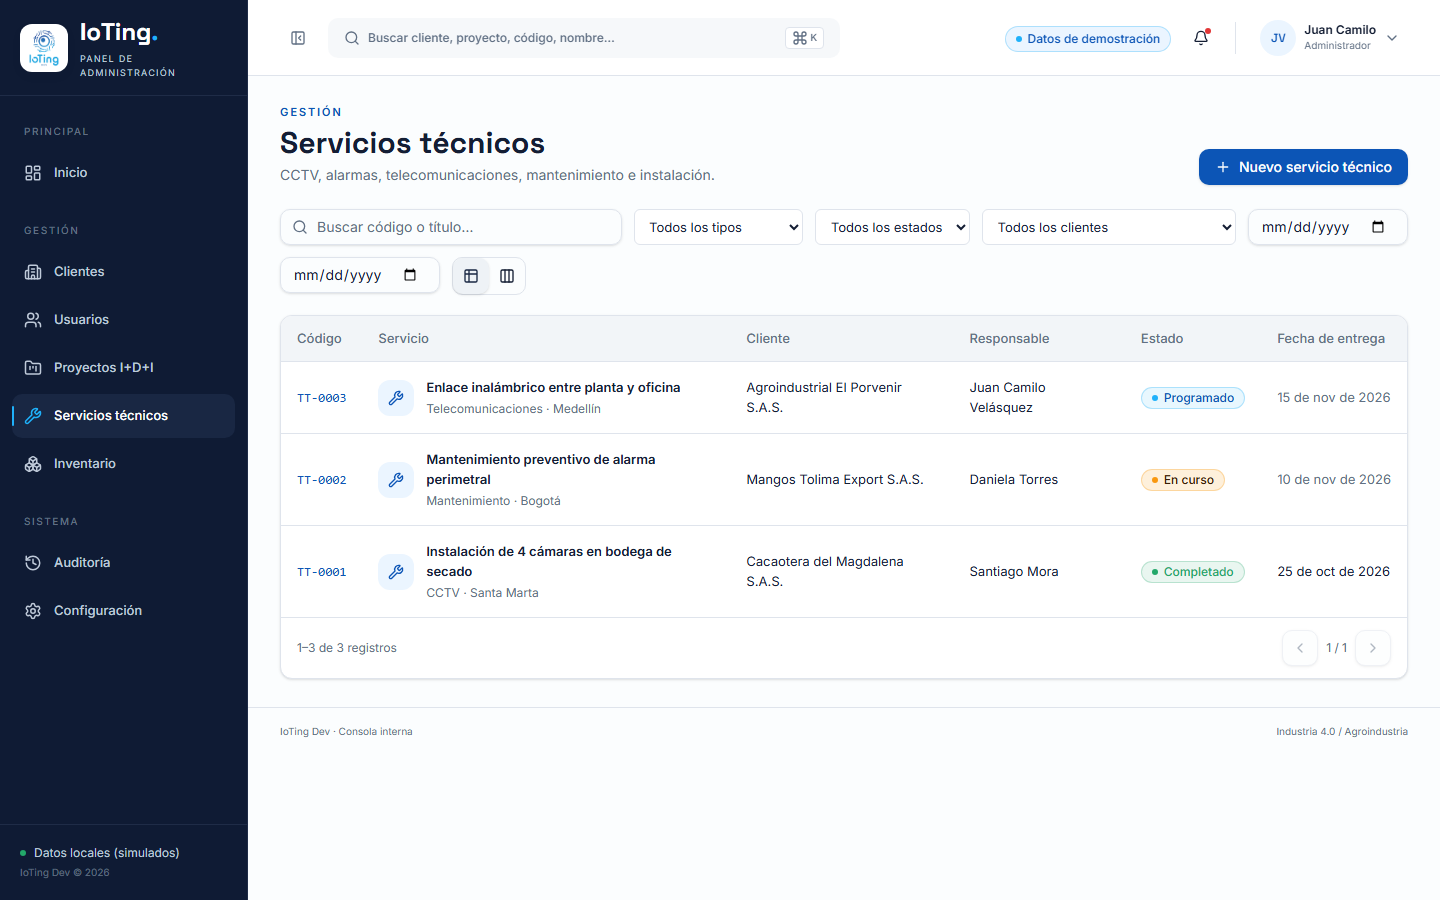 IoTing
IoTing.
PANEL DE
ADMINISTRACIÓN
PRINCIPAL
Inicio
GESTIÓN
Clientes
Usuarios
Proyectos I+D+I
Servicios técnicos
Inventario
SISTEMA
Auditoría
Configuración
Datos locales (simulados)
IoTing Dev © 2026
Buscar cliente, proyecto, código, nombre...
⌘ K
Datos de demostración
JV
Juan Camilo
Administrador
GESTIÓN
Servicios técnicos
CCTV, alarmas, telecomunicaciones, mantenimiento e instalación.
+ Nuevo servicio técnico
Buscar código o título...
Todos los tipos
Todos los estados
Todos los clientes
mm/dd/yyyy
mm/dd/yyyy
Código Servicio Cliente Responsable Estado Fecha de entrega
TT-0003
Enlace inalámbrico entre planta y oficina
Telecomunicaciones · Medellín
Agroindustrial El Porvenir
S.A.S.
Juan Camilo
Velásquez
Programado
15 de nov de 2026
TT-0002
Mantenimiento preventivo de alarma
perimetral
Mantenimiento · Bogotá
Mangos Tolima Export S.A.S.
Daniela Torres
En curso
10 de nov de 2026
TT-0001
Instalación de 4 cámaras en bodega de
secado
CCTV · Santa Marta
Cacaotera del Magdalena
S.A.S.
Santiago Mora
Completado
25 de oct de 2026
1–3 de 3 registros
1 / 1
IoTing Dev · Consola interna
Industria 4.0 / Agroindustria